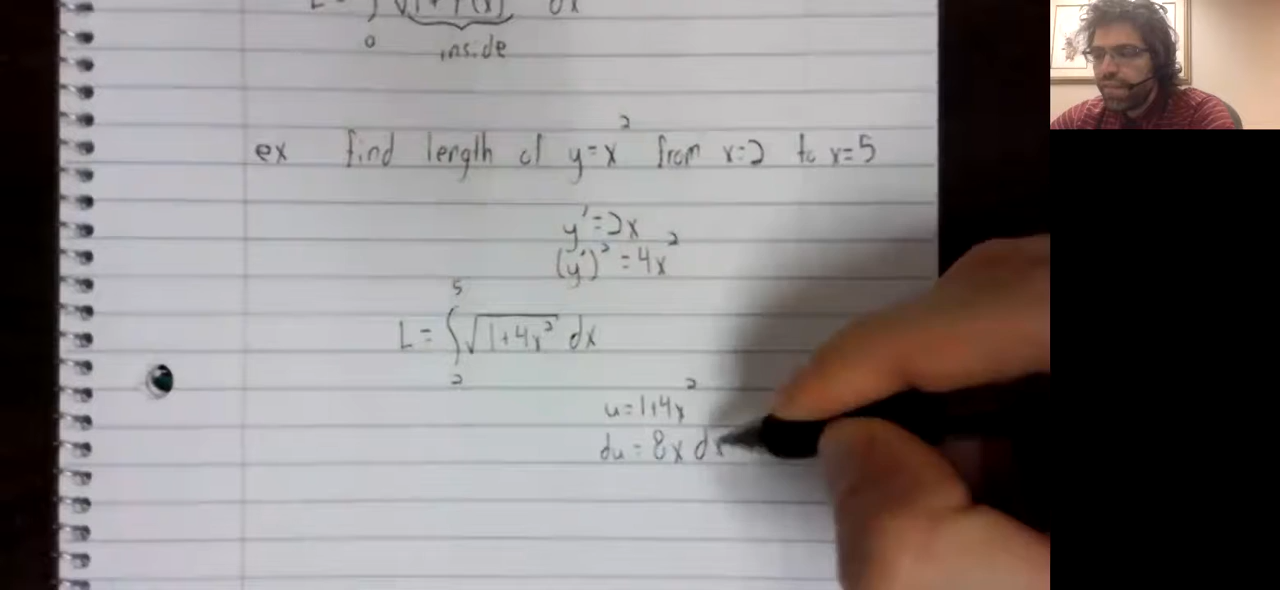 inside
ex find length of y=x² from x=2 to x=5
y'=2x
(y')²=4x²
L=∫₂⁵√(1+4x²) dx
u=1+4x²
du=8x dx